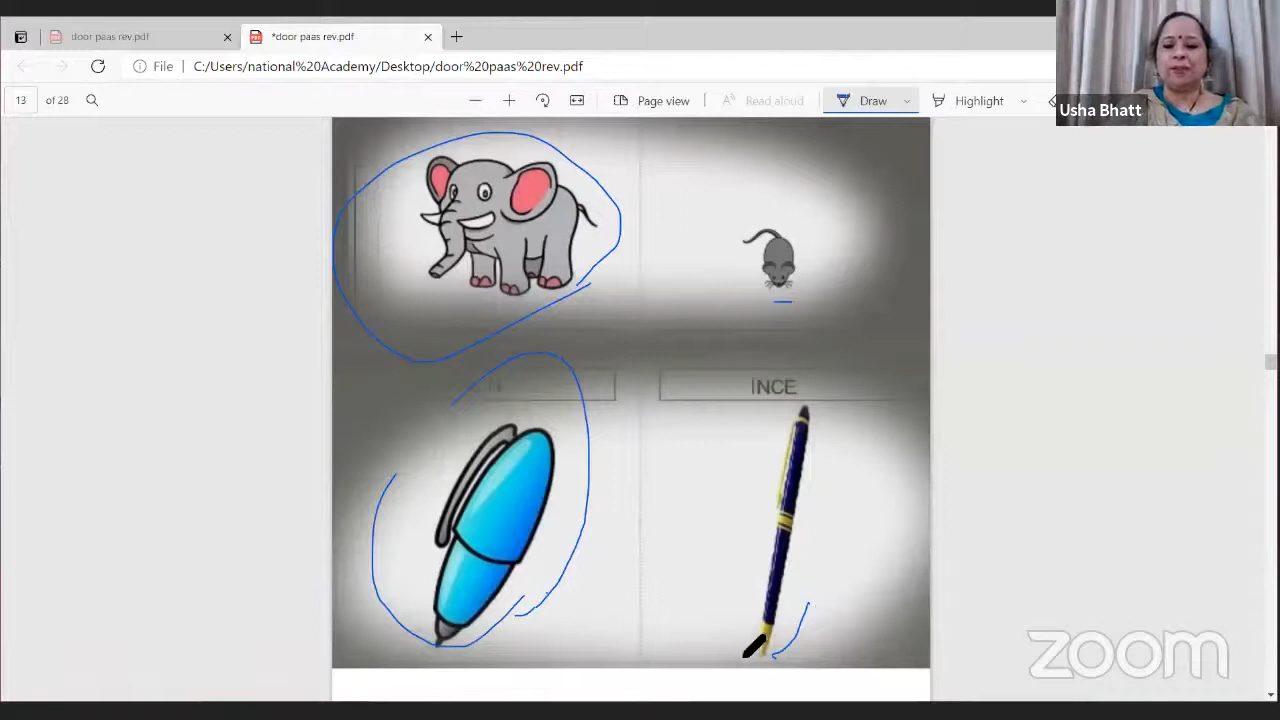 door paas rev.pdf
*door paas rev.pdf
File | C:/Users/national%20Academy/Desktop/door%20paas%20rev.pdf
13 of 28
Page view
Read aloud
Draw
Highlight
Usha Bhatt
INCE
zoom